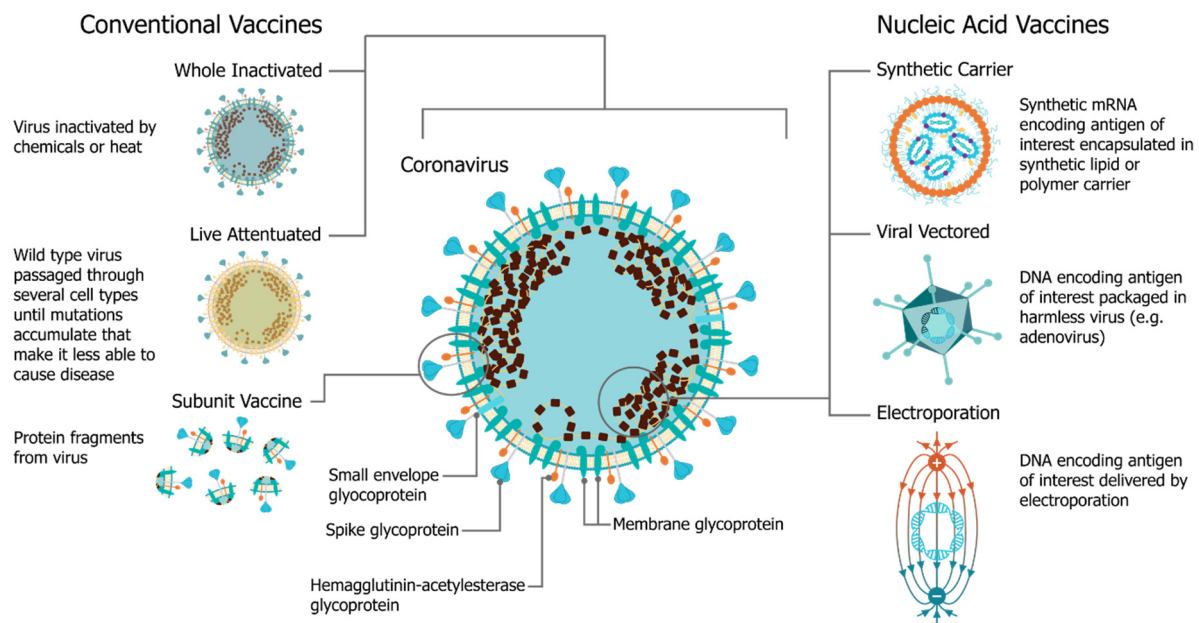 Conventional Vaccines
Whole Inactivated
Virus inactivated by
chemicals or heat
Live Attentuated
Wild type virus
passaged through
several cell types
until mutations
accumulate that
make it less able to
cause disease
Subunit Vaccine
Protein fragments
from virus
Coronavirus
Small envelope
glyocoprotein
Spike glycoprotein
Hemagglutinin-acetylesterase
glycoprotein
Membrane glycoprotein
Nucleic Acid Vaccines
Synthetic Carrier
Synthetic mRNA
encoding antigen of
interest encapsulated in
synthetic lipid or
polymer carrier
Viral Vectored
DNA encoding antigen
of interest packaged in
harmless virus (e.g.
adenovirus)
Electroporation
DNA encoding antigen
of interest delivered by
electroporation
+
−